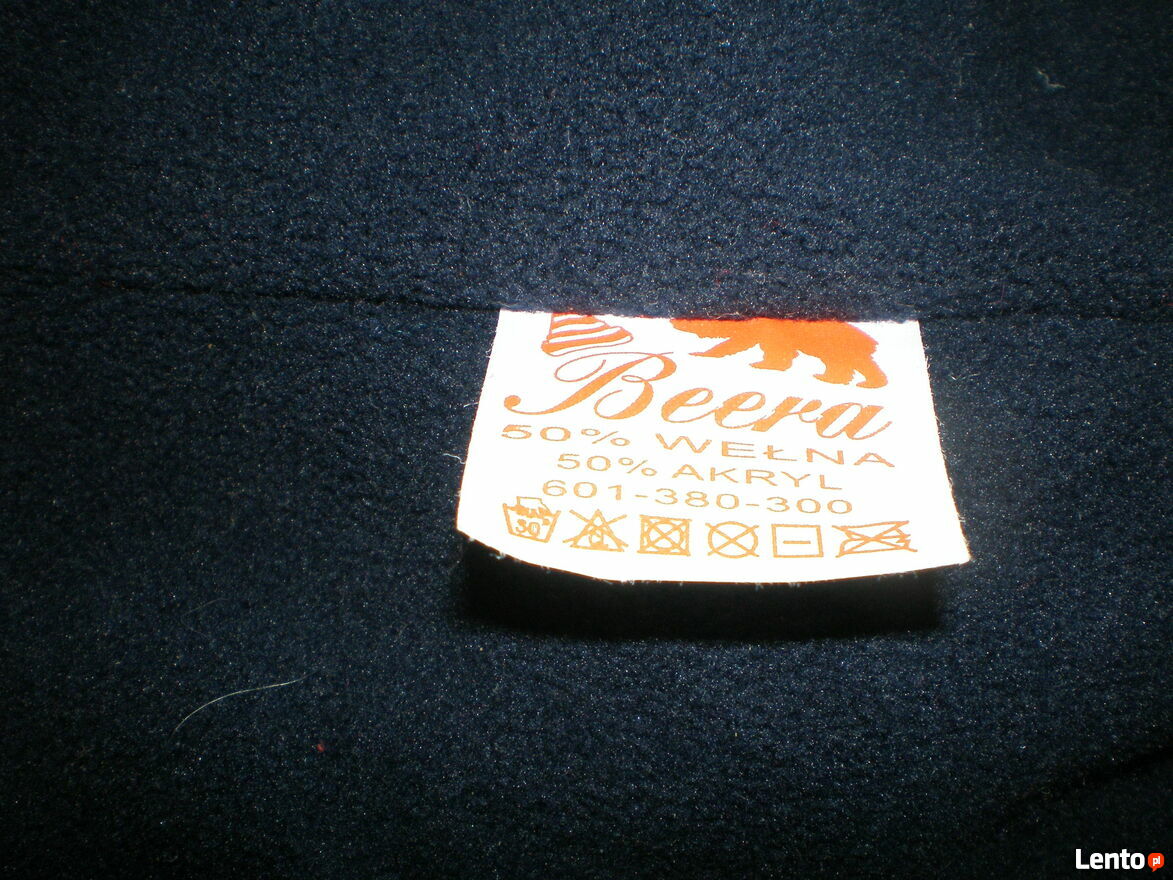 Beera
50% WEŁNA
50% AKRYL
601-380-300
30°
Lento pl